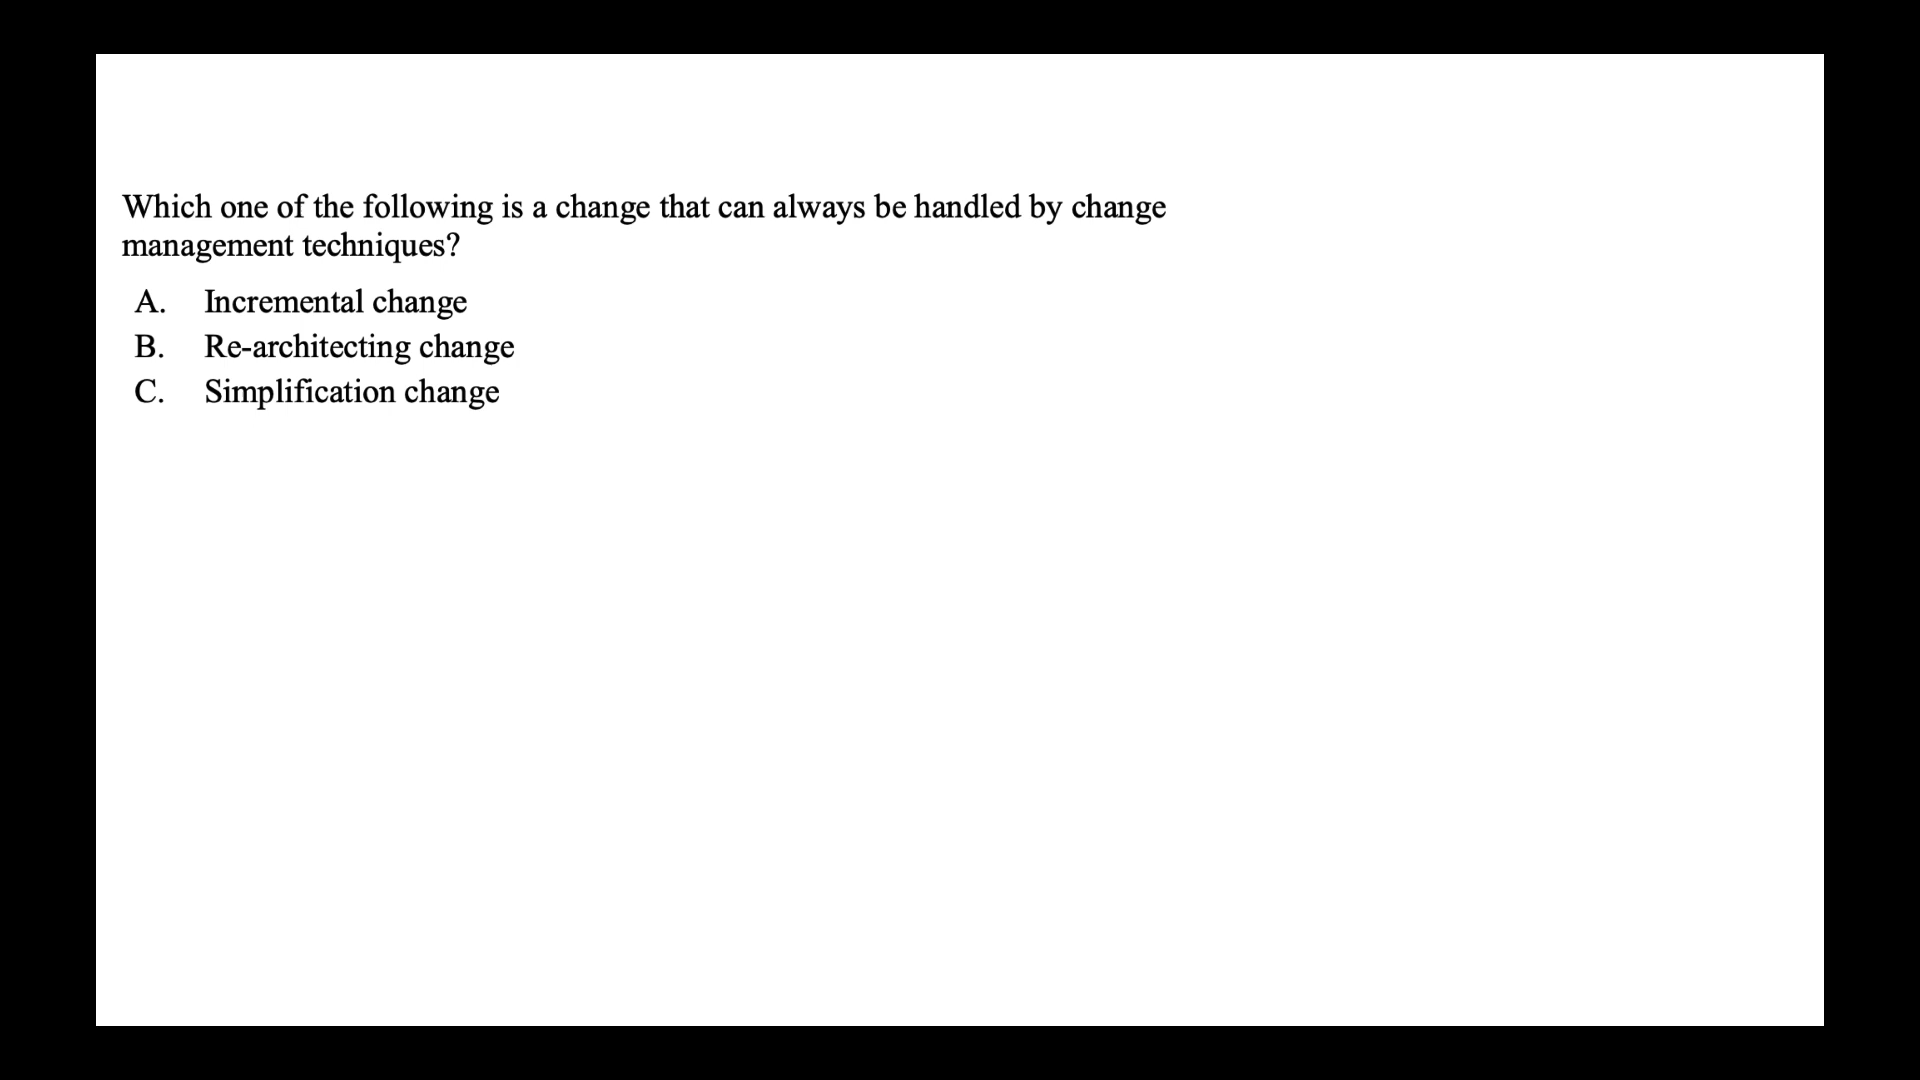 Which one of the following is a change that can always be handled by change
management techniques?
A. Incremental change
B. Re-architecting change
C. Simplification change